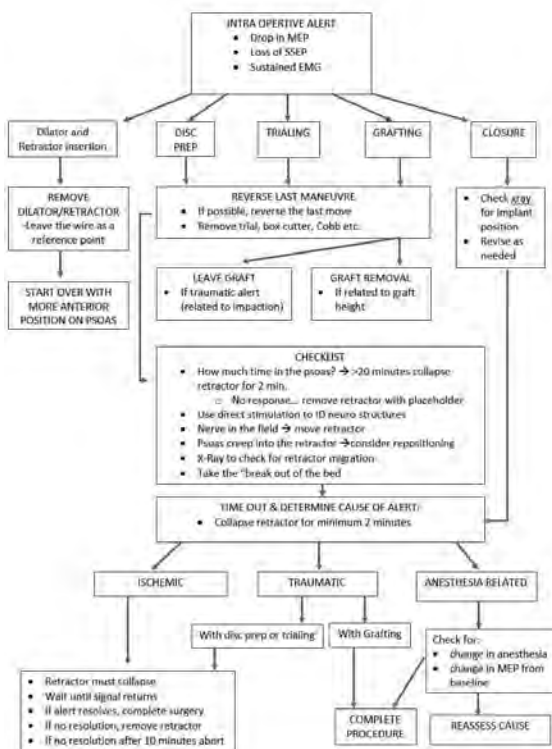 INTRA OPERTIVE ALERT
• Drop in MEP
• Loss of SSEP
• Sustained EMG
Dilator and
Retractor insertion
DISC
PREP
TRIALING
GRAFTING
CLOSURE
REMOVE
DILATOR/RETRACTOR
-Leave the wire as a
reference point
REVERSE LAST MANEUVRE
• If possible, reverse the last move
• Remove trial, box cutter, Cobb etc.
• Check xray
for implant
position
• Revise as
needed
START OVER WITH
MORE ANTERIOR
POSITION ON PSOAS
LEAVE GRAFT
• If traumatic alert
(related to impaction)
GRAFT REMOVAL
• If related to graft
height
CHECKLIST
• How much time in the psoas? → >20 minutes collapse
retractor for 2 min.
□ No response... remove retractor with placeholder
• Use direct stimulation to ID neuro structures
• Nerve in the field → move retractor
• Psoas creep into the retractor →consider repositioning
• X-Ray to check for retractor migration
• Take the "break out of the bed
TIME OUT & DETERMINE CAUSE OF ALERT:
• Collapse retractor for minimum 2 minutes
ISCHEMIC
TRAUMATIC
ANESTHESIA RELATED
With disc prep or trialing
With Grafting
Check for:
• change in anesthesia
• change in MEP from
baseline
• Retractor must collapse
• Wait until signal returns
• If alert resolves, complete surgery
• If no resolution, remove retractor
• If no resolution after 10 minutes abort
COMPLETE
PROCEDURE
REASSESS CAUSE